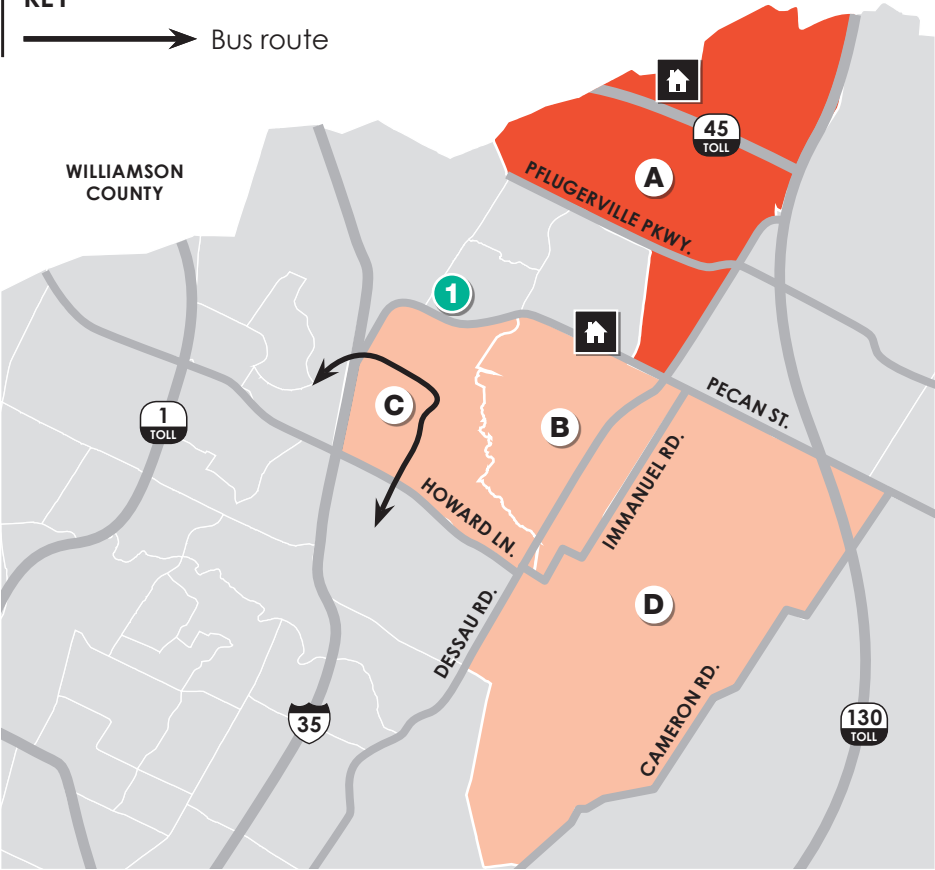 KEY
Bus route
WILLIAMSON
COUNTY
45
TOLL
A
PFLUGERVILLE PKWY.
1
C
B
PECAN ST.
1
TOLL
IMMANUEL RD.
HOWARD LN.
D
DESSAU RD.
CAMERON RD.
35
130
TOLL